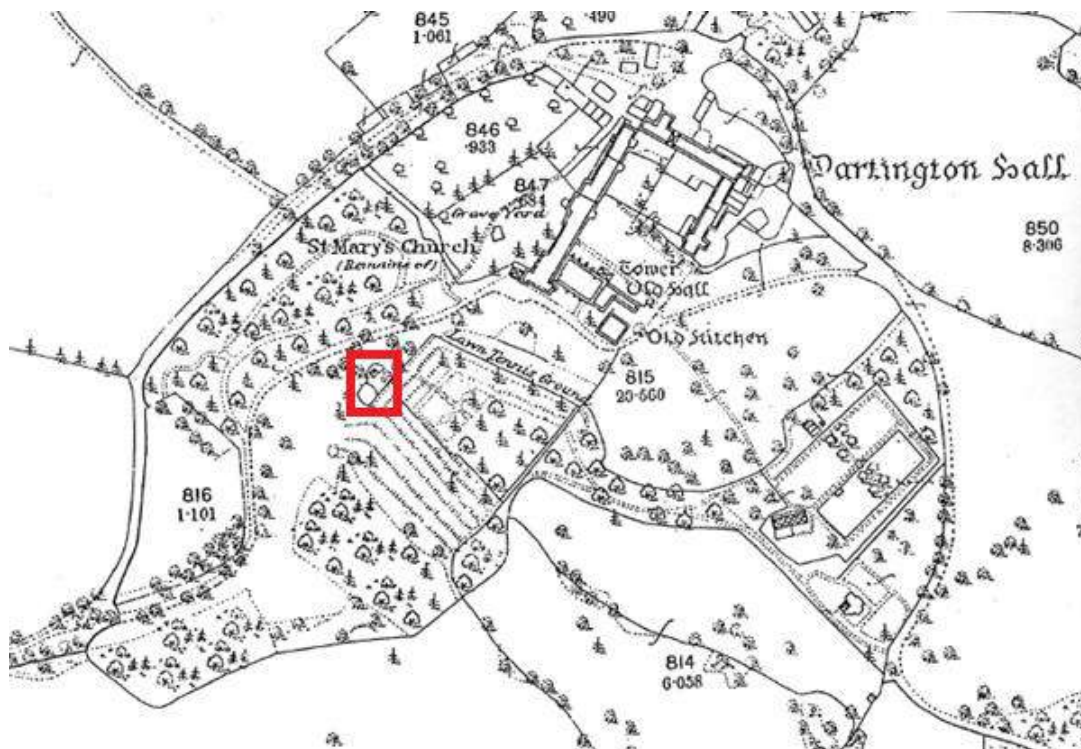 845
1·061
·490
846
·933
847
·684
Grave Yard
Dartington Hall
850
8·306
St Mary's Church
(Remains of)
Tower
Old Hall
Old Kitchen
Lawn Tennis Ground
815
20·560
816
1·101
814
6·058